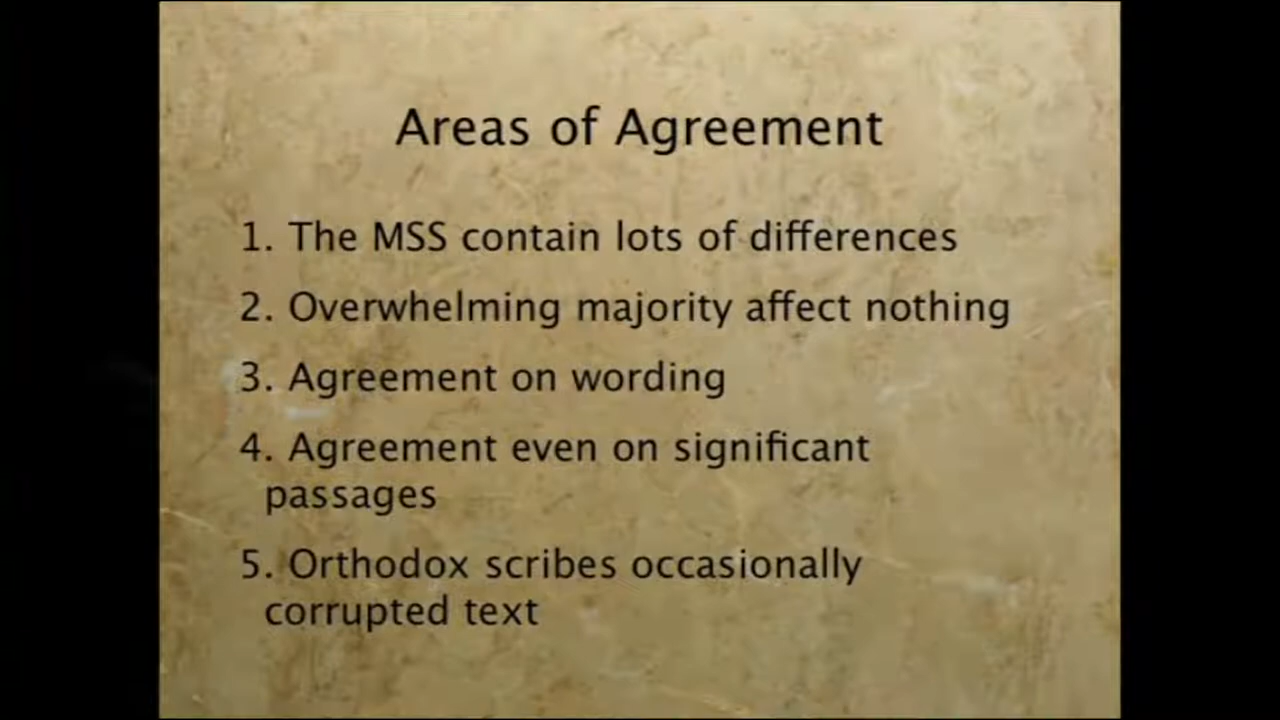 Areas of Agreement
1. The MSS contain lots of differences
2. Overwhelming majority affect nothing
3. Agreement on wording
4. Agreement even on significant
passages
5. Orthodox scribes occasionally
corrupted text